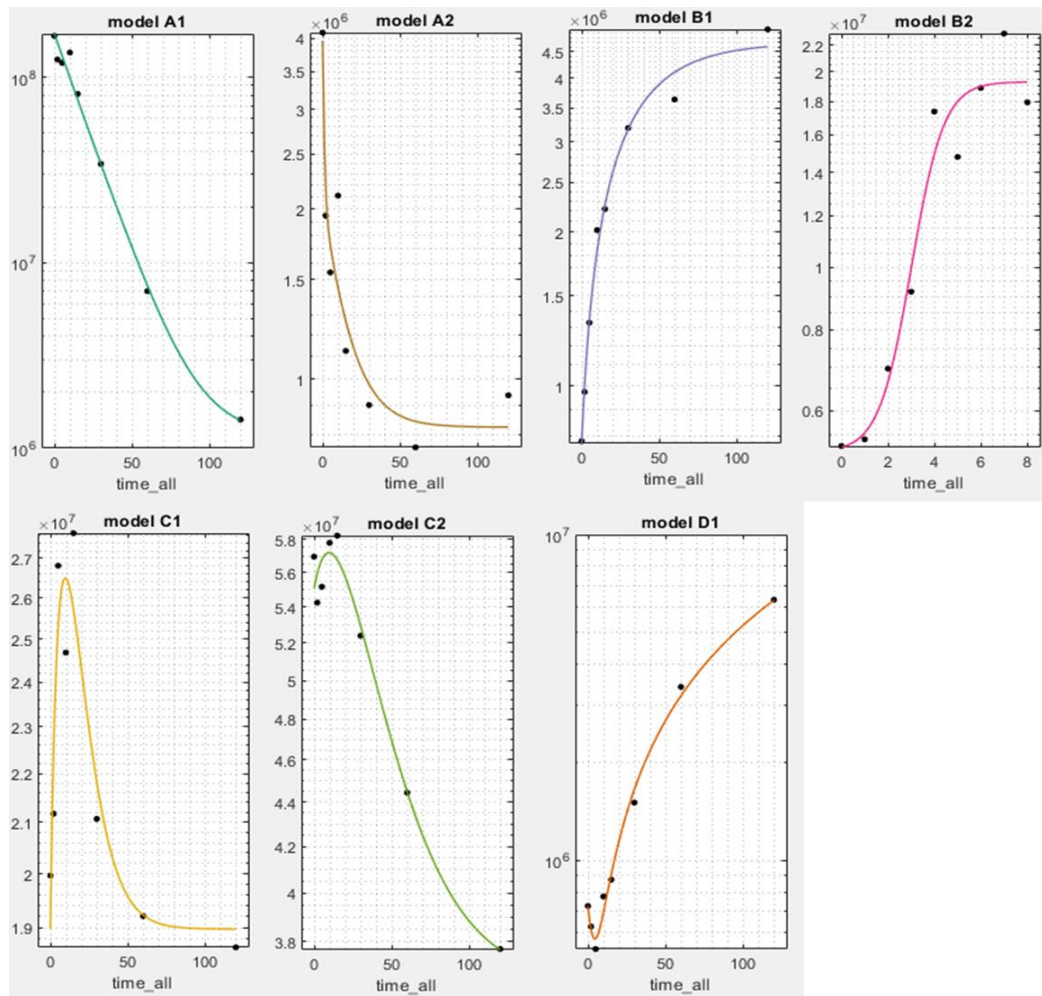 model A1
10^8
10^7
10^6
0 50 100
time_all
×10^6
model A2
4
3.5
3
2.5
2
1.5
1
0 50 100
time_all
×10^6
model B1
4.5
4
3.5
3
2.5
2
1.5
1
0 50 100
time_all
×10^7
model B2
2.2
2
1.8
1.6
1.4
1.2
1
0.8
0.6
0 2 4 6 8
time_all
×10^7
model C1
2.7
2.6
2.5
2.4
2.3
2.2
2.1
2
1.9
0 50 100
time_all
×10^7
model C2
5.8
5.6
5.4
5.2
5
4.8
4.6
4.4
4.2
4
3.8
0 50 100
time_all
model D1
10^7
10^6
0 50 100
time_all